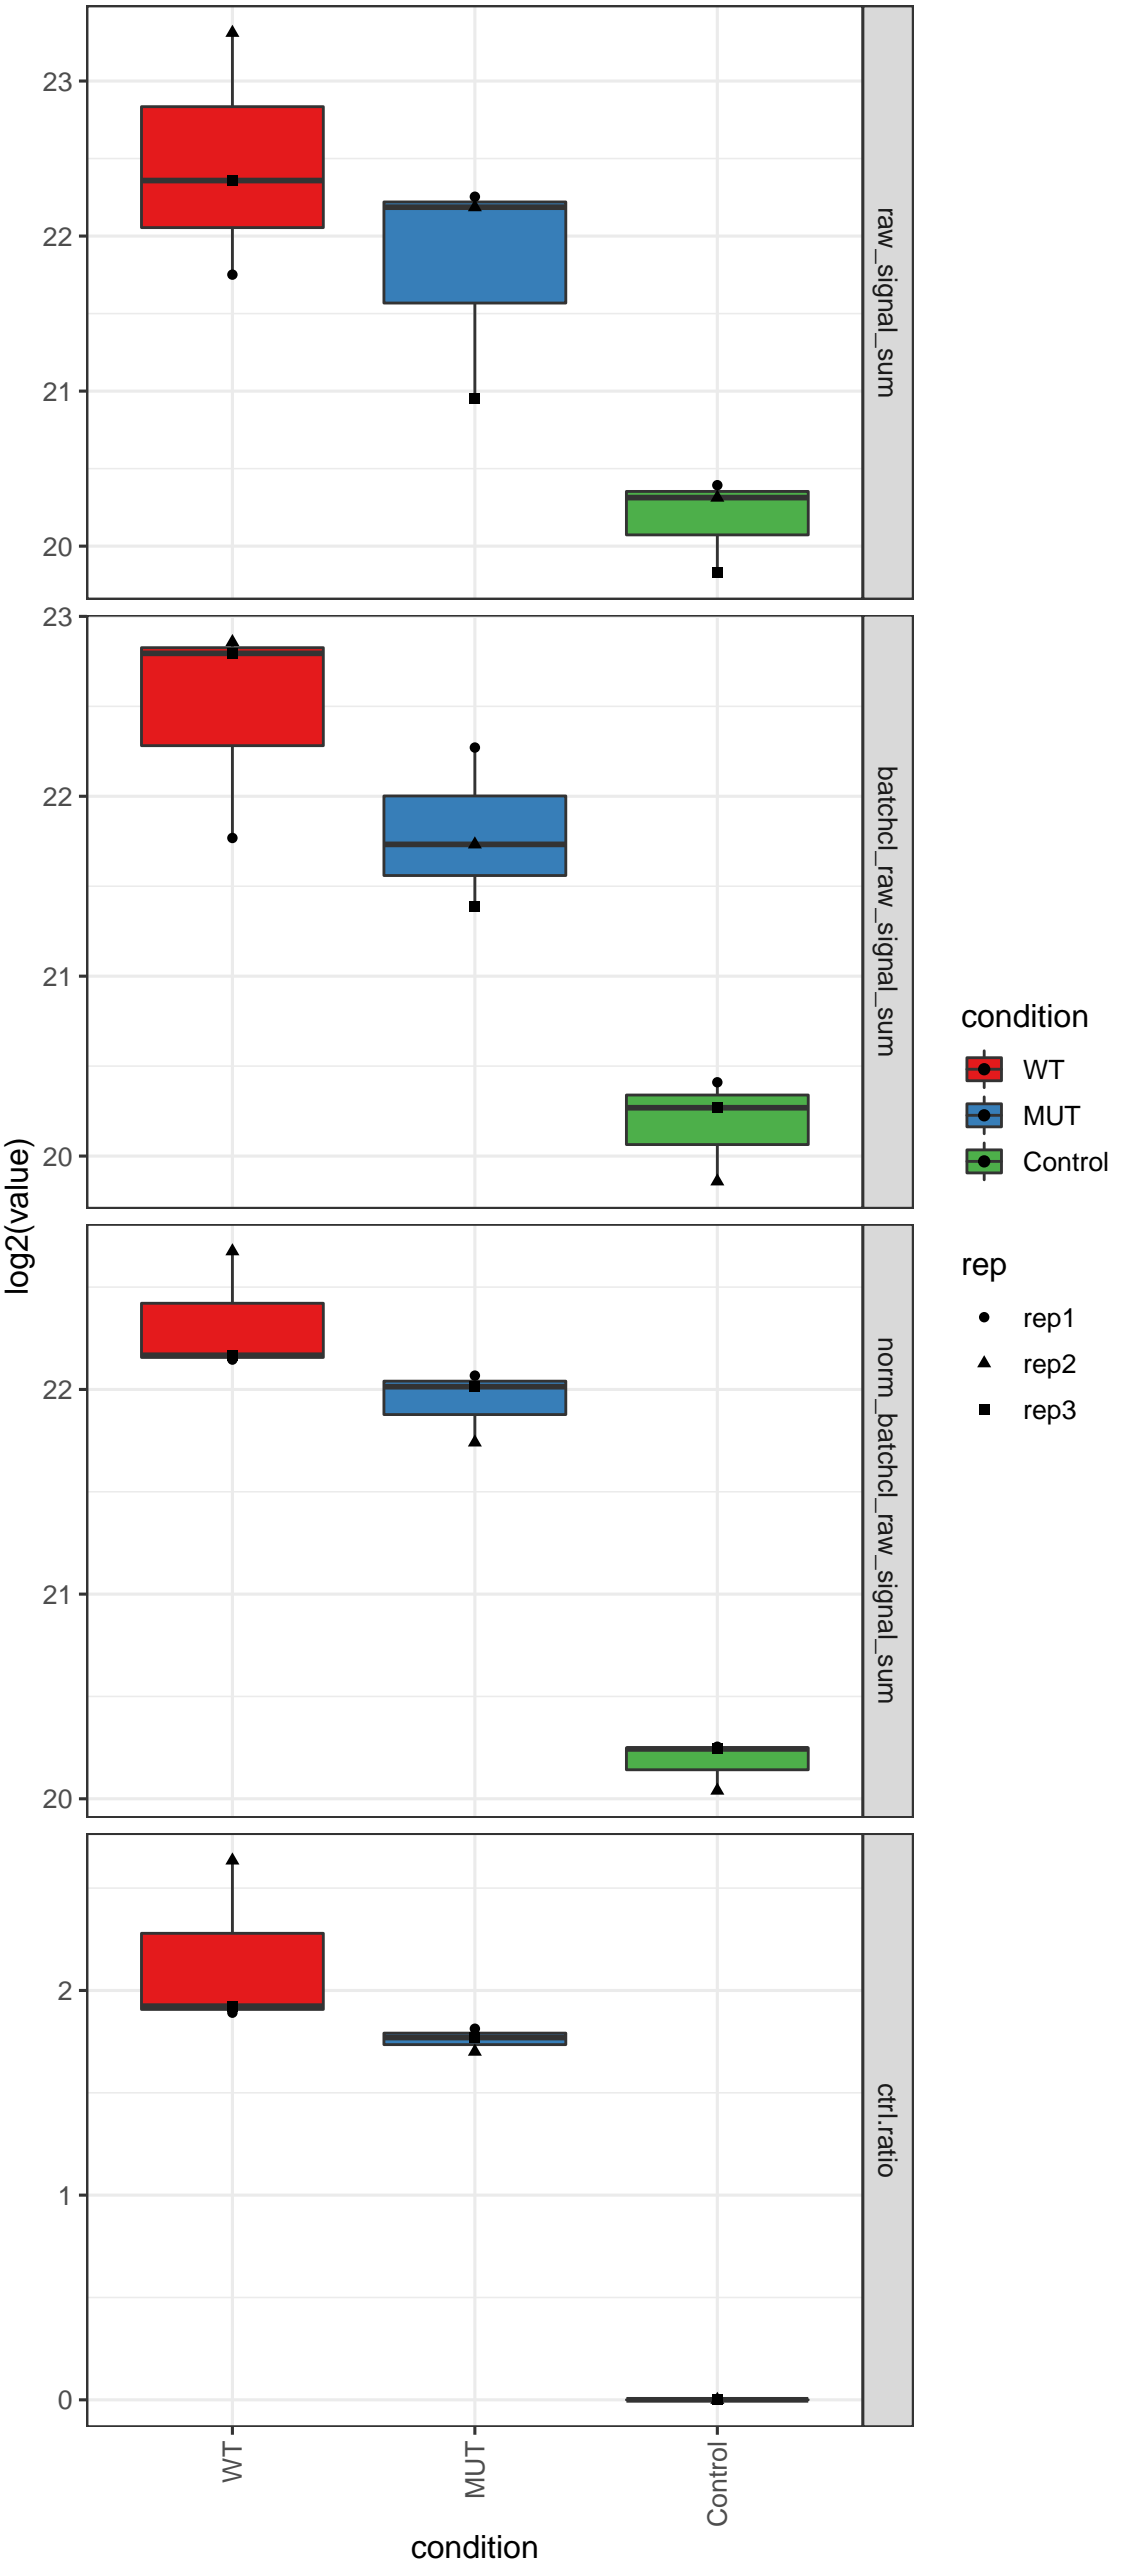 23
22
21
20
raw_signal_sum
23
22
21
20
batchcl_raw_signal_sum
22
21
20
norm_batchcl_raw_signal_sum
2
1
0
ctrl.ratio
log2(value)
WT
MUT
Control
condition
condition
WT
MUT
Control
rep
rep1
rep2
rep3